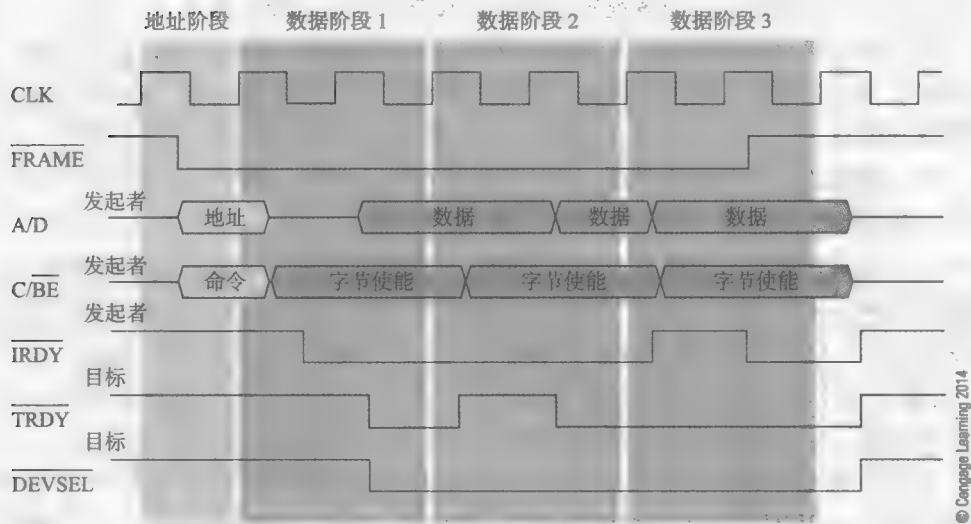 地址阶段 数据阶段 1 数据阶段 2 数据阶段 3
CLK
FRAME
发起者
A/D 地址 数据 数据 数据
发起者
C/BE 命令 字节使能 字节使能 字节使能
发起者
IRDY
目标
TRDY
目标
DEVSEL
© Cengage Learning 2014